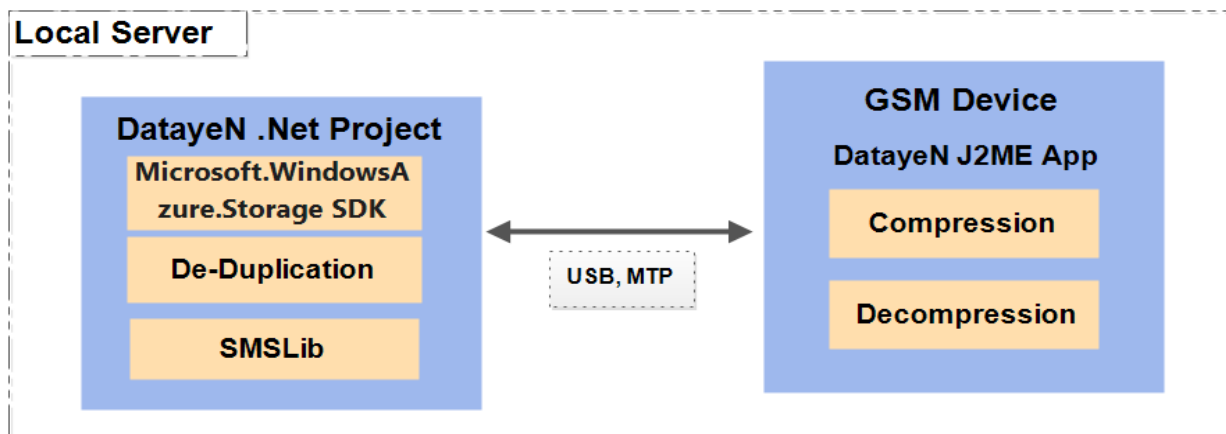 Local Server
DatayeN .Net Project
Microsoft.WindowsA
zure.Storage SDK
De-Duplication
SMSLib
USB, MTP
GSM Device
DatayeN J2ME App
Compression
Decompression